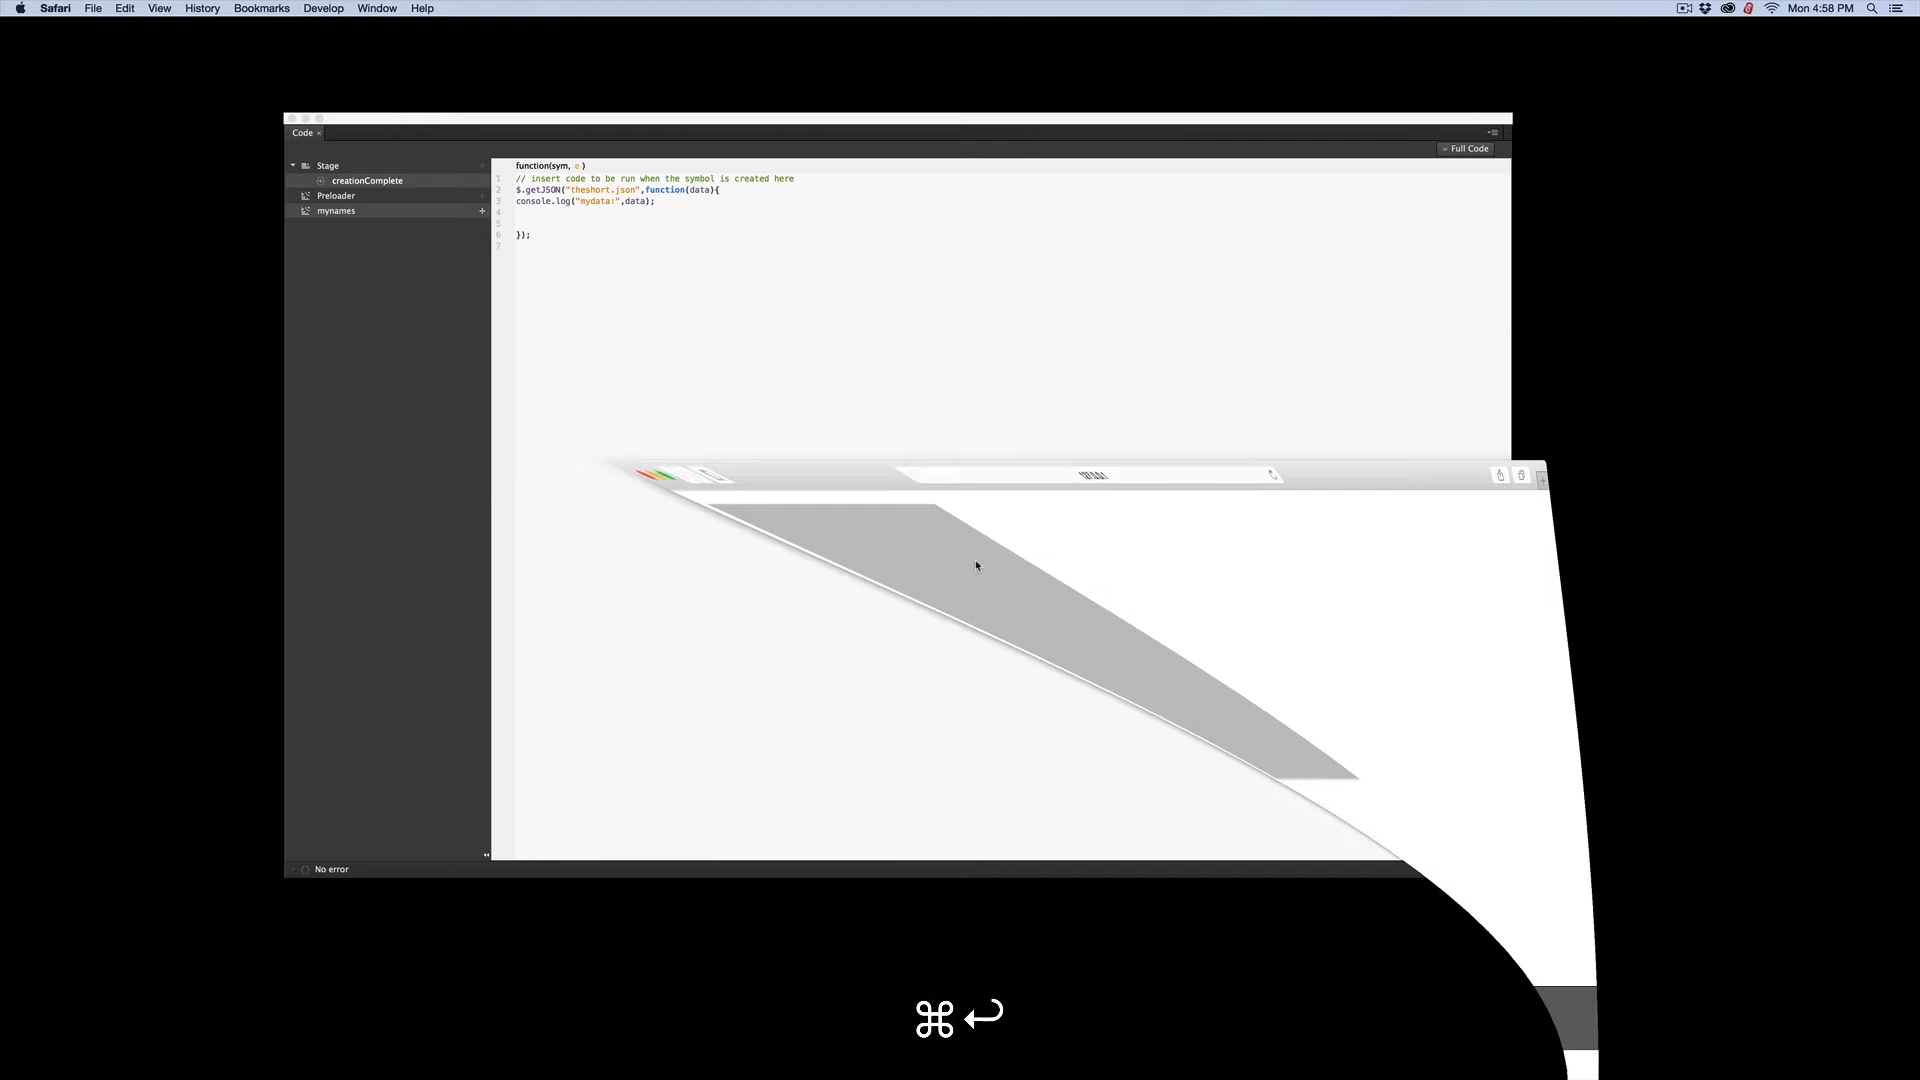 Safari File Edit View History Bookmarks Develop Window Help Mon 4:58 PM
Code ×
Full Code
Stage
creationComplete
Preloader
mynames +
function(sym, e )
1 // insert code to be run when the symbol is created here
2 $.getJSON("theshort.json",function(data){
3 console.log("mydata:",data);
4
5
6 });
7
No error
⌘↩